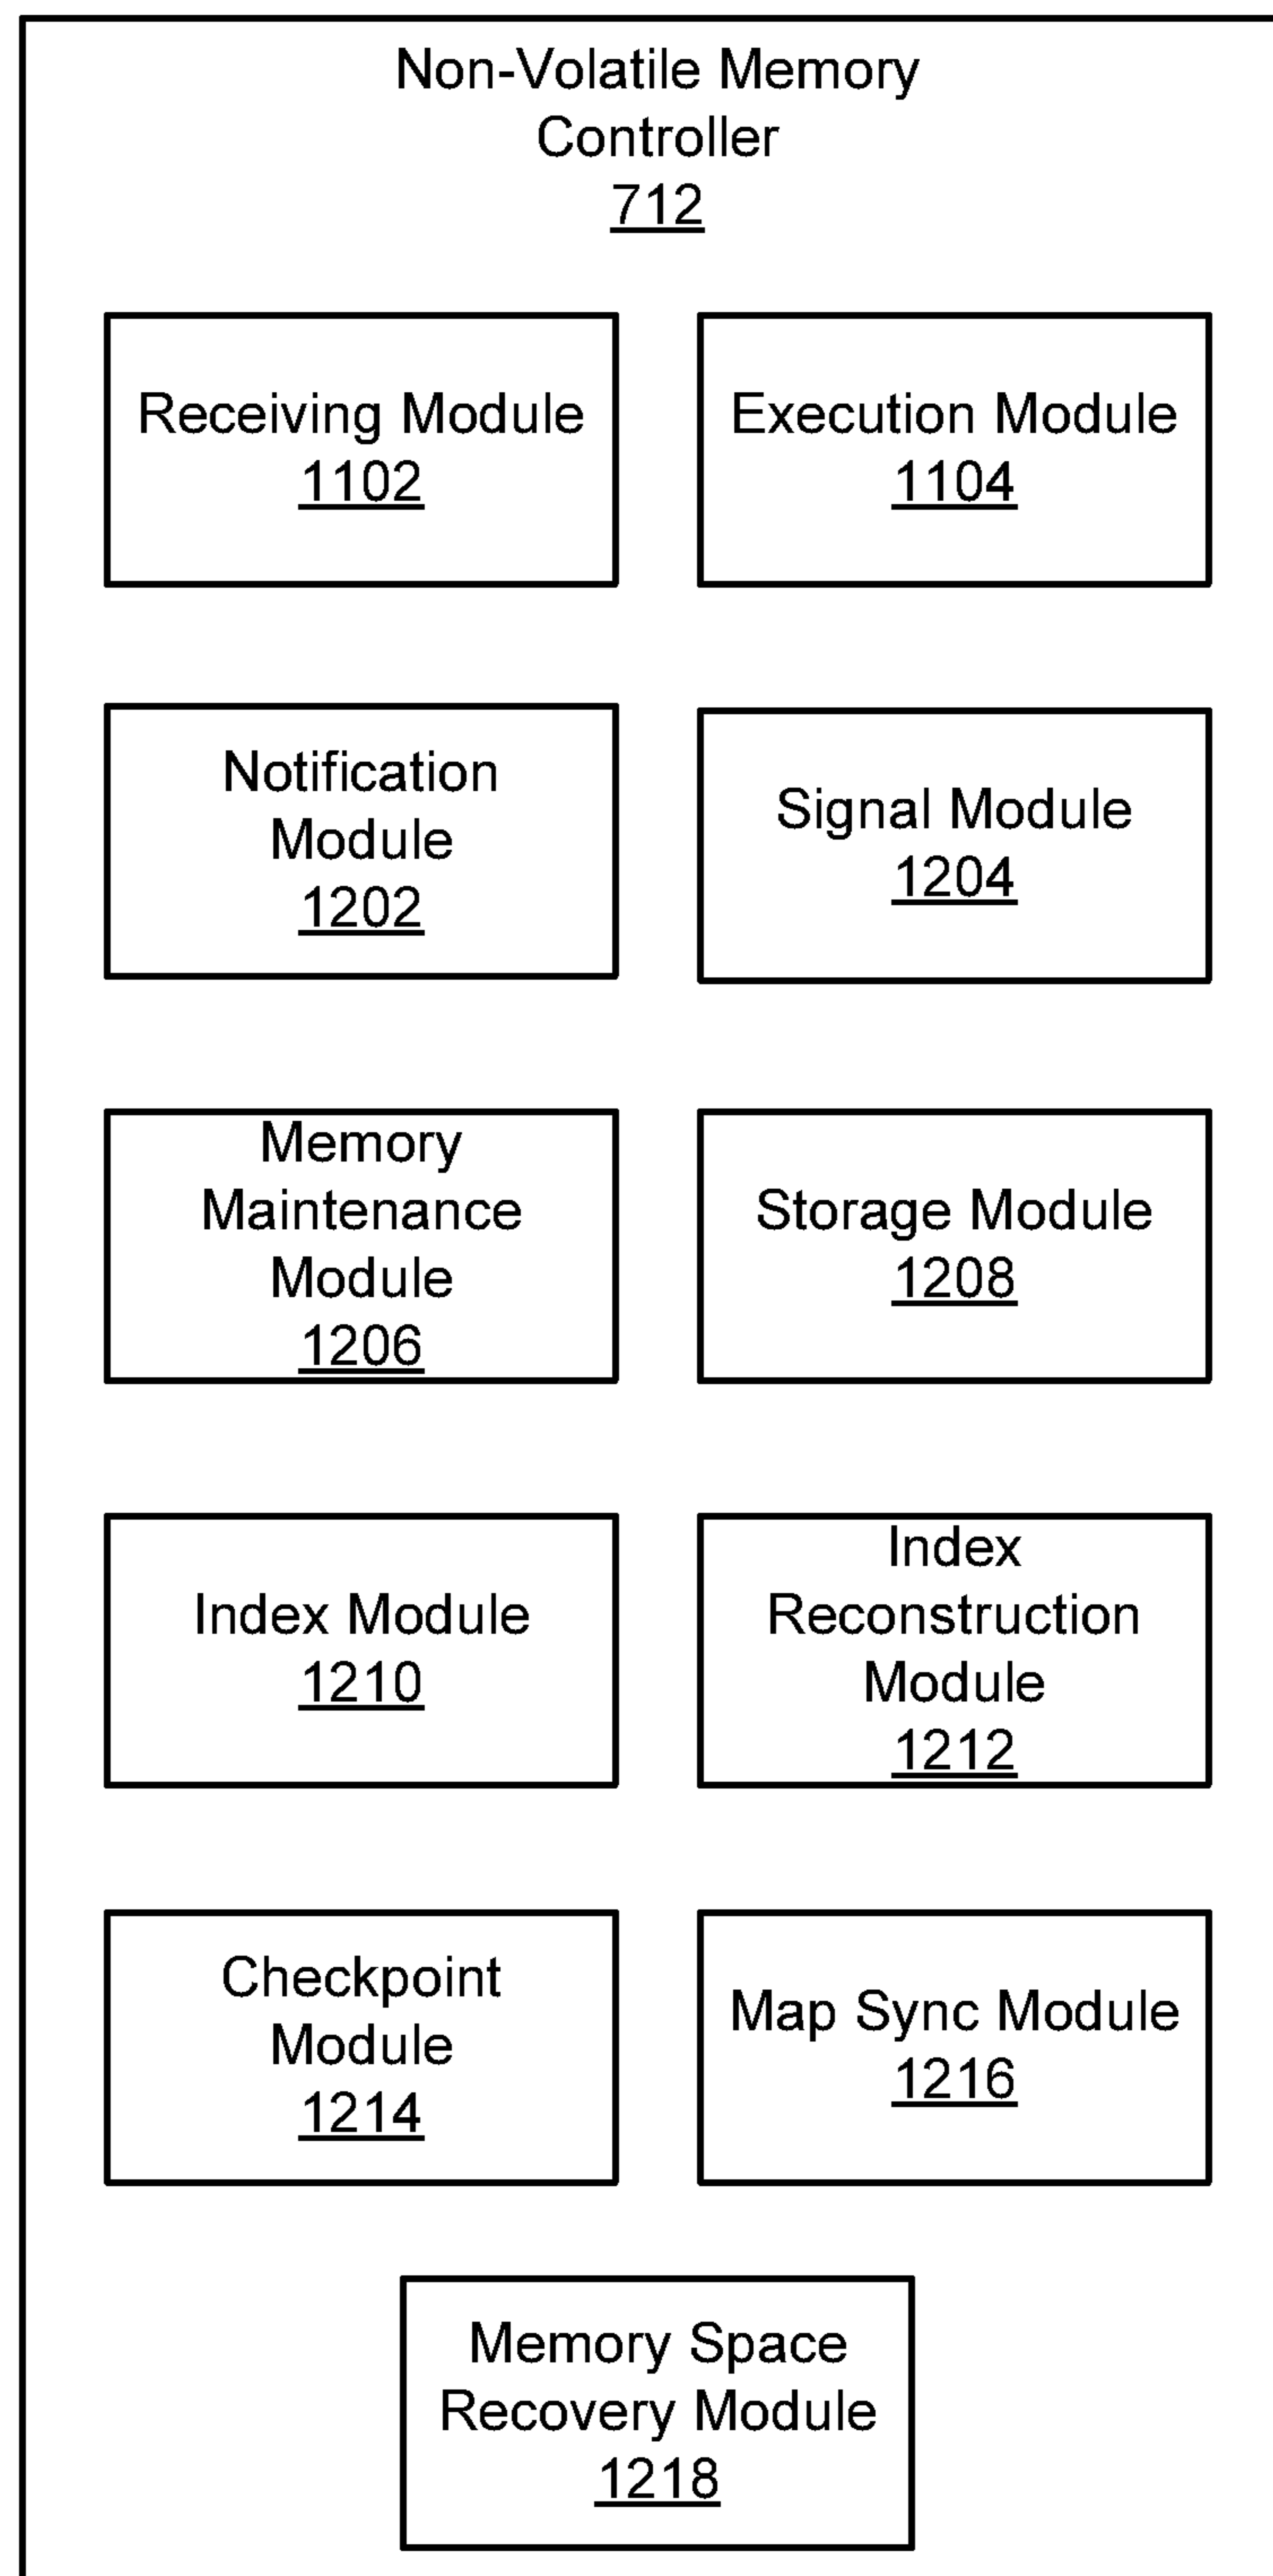 Non-Volatile Memory
Controller
712
Receiving Module
1102
Execution Module
1104
Notification
Module
1202
Signal Module
1204
Memory
Maintenance
Module
1206
Storage Module
1208
Index Module
1210
Index
Reconstruction
Module
1212
Checkpoint
Module
1214
Map Sync Module
1216
Memory Space
Recovery Module
1218